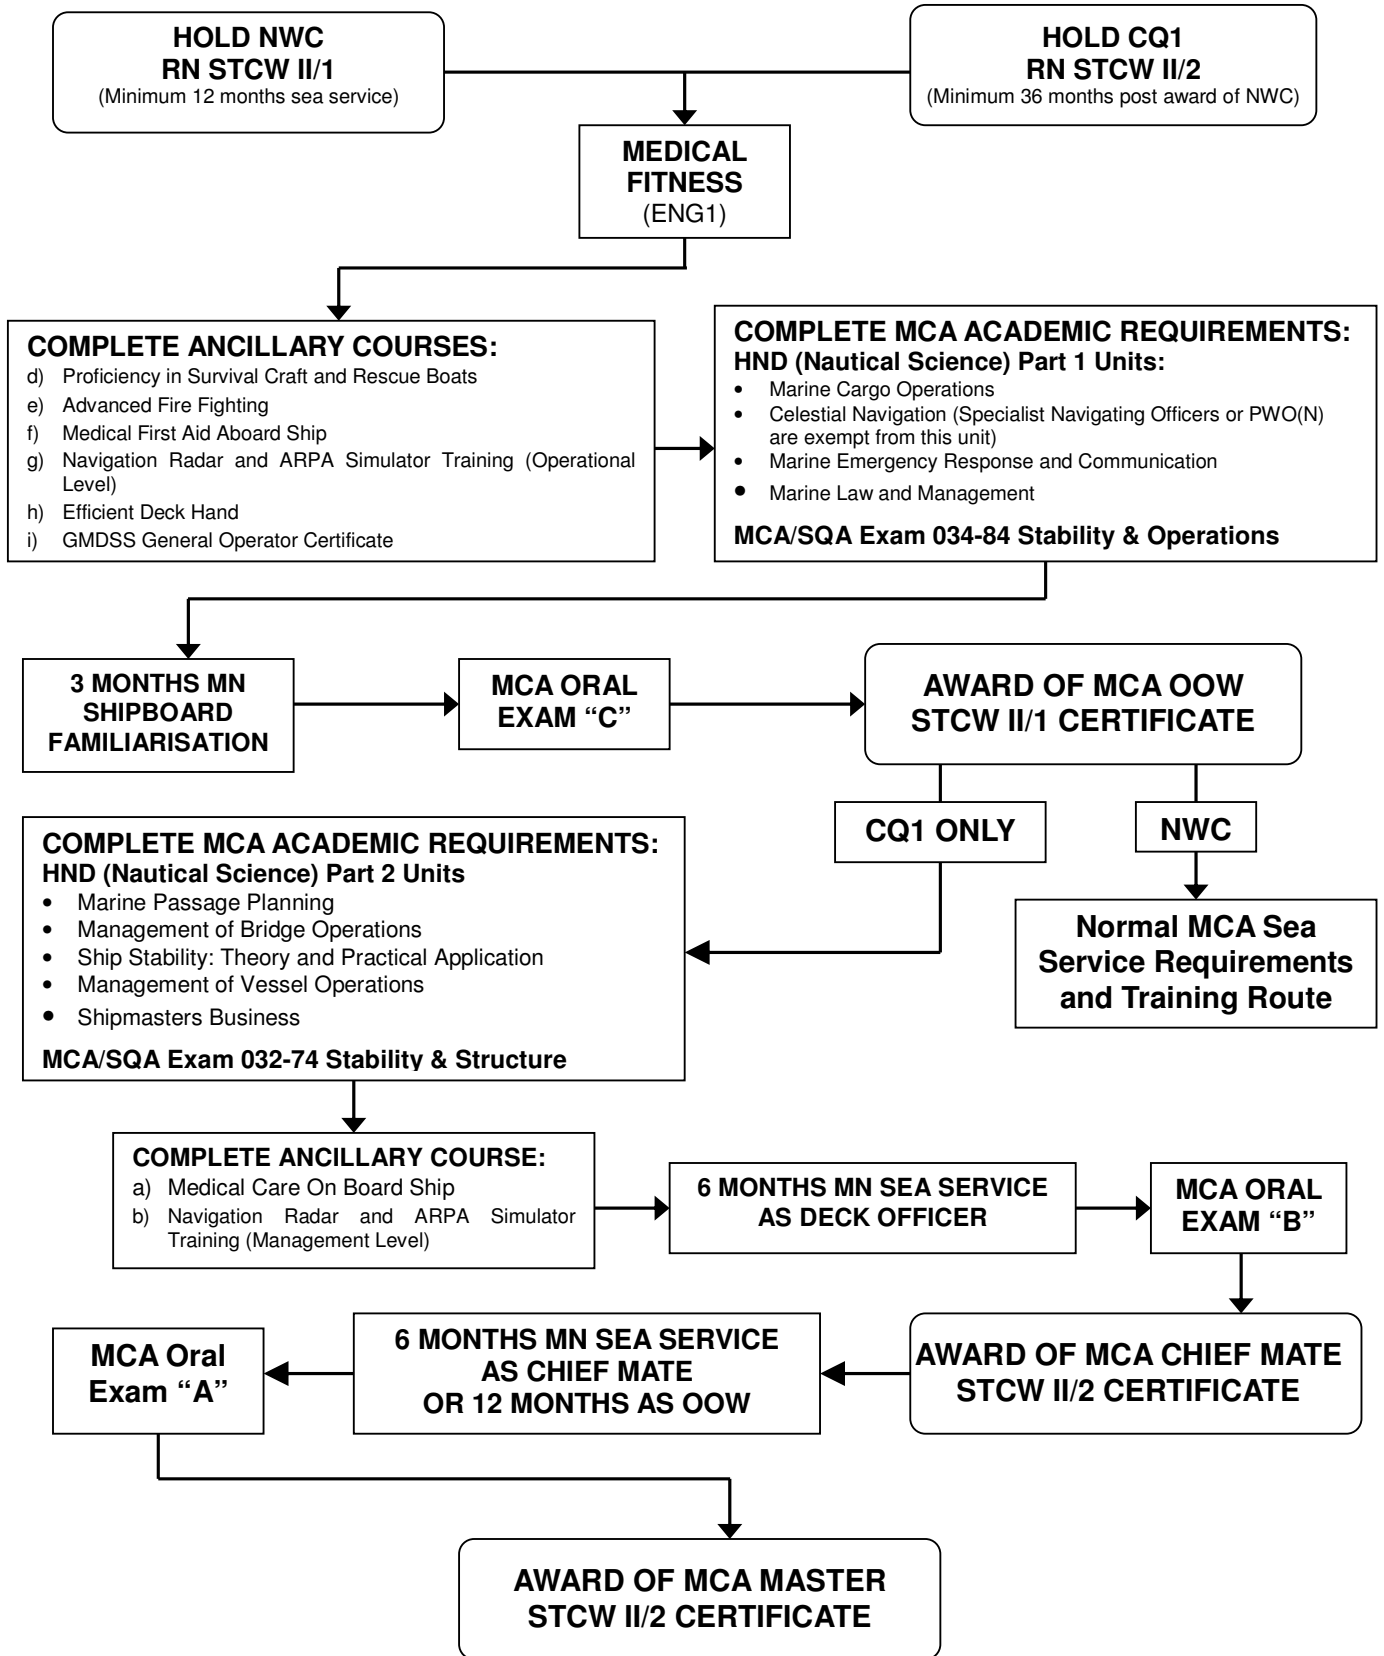 HOLD NWC
RN STCW II/1
(Minimum 12 months sea service)
HOLD CQ1
RN STCW II/2
(Minimum 36 months post award of NWC)
MEDICAL
FITNESS
(ENG1)
COMPLETE ANCILLARY COURSES:
d) Proficiency in Survival Craft and Rescue Boats
e) Advanced Fire Fighting
f) Medical First Aid Aboard Ship
g) Navigation Radar and ARPA Simulator Training (Operational
Level)
h) Efficient Deck Hand
i) GMDSS General Operator Certificate
COMPLETE MCA ACADEMIC REQUIREMENTS:
HND (Nautical Science) Part 1 Units:
• Marine Cargo Operations
• Celestial Navigation (Specialist Navigating Officers or PWO(N)
are exempt from this unit)
• Marine Emergency Response and Communication
• Marine Law and Management
MCA/SQA Exam 034-84 Stability & Operations
3 MONTHS MN
SHIPBOARD
FAMILIARISATION
MCA ORAL
EXAM “C”
AWARD OF MCA OOW
STCW II/1 CERTIFICATE
CQ1 ONLY
NWC
COMPLETE MCA ACADEMIC REQUIREMENTS:
HND (Nautical Science) Part 2 Units
• Marine Passage Planning
• Management of Bridge Operations
• Ship Stability: Theory and Practical Application
• Management of Vessel Operations
• Shipmasters Business
MCA/SQA Exam 032-74 Stability & Structure
Normal MCA Sea
Service Requirements
and Training Route
COMPLETE ANCILLARY COURSE:
a) Medical Care On Board Ship
b) Navigation Radar and ARPA Simulator
Training (Management Level)
6 MONTHS MN SEA SERVICE
AS DECK OFFICER
MCA ORAL
EXAM “B”
MCA Oral
Exam “A”
6 MONTHS MN SEA SERVICE
AS CHIEF MATE
OR 12 MONTHS AS OOW
AWARD OF MCA CHIEF MATE
STCW II/2 CERTIFICATE
AWARD OF MCA MASTER
STCW II/2 CERTIFICATE